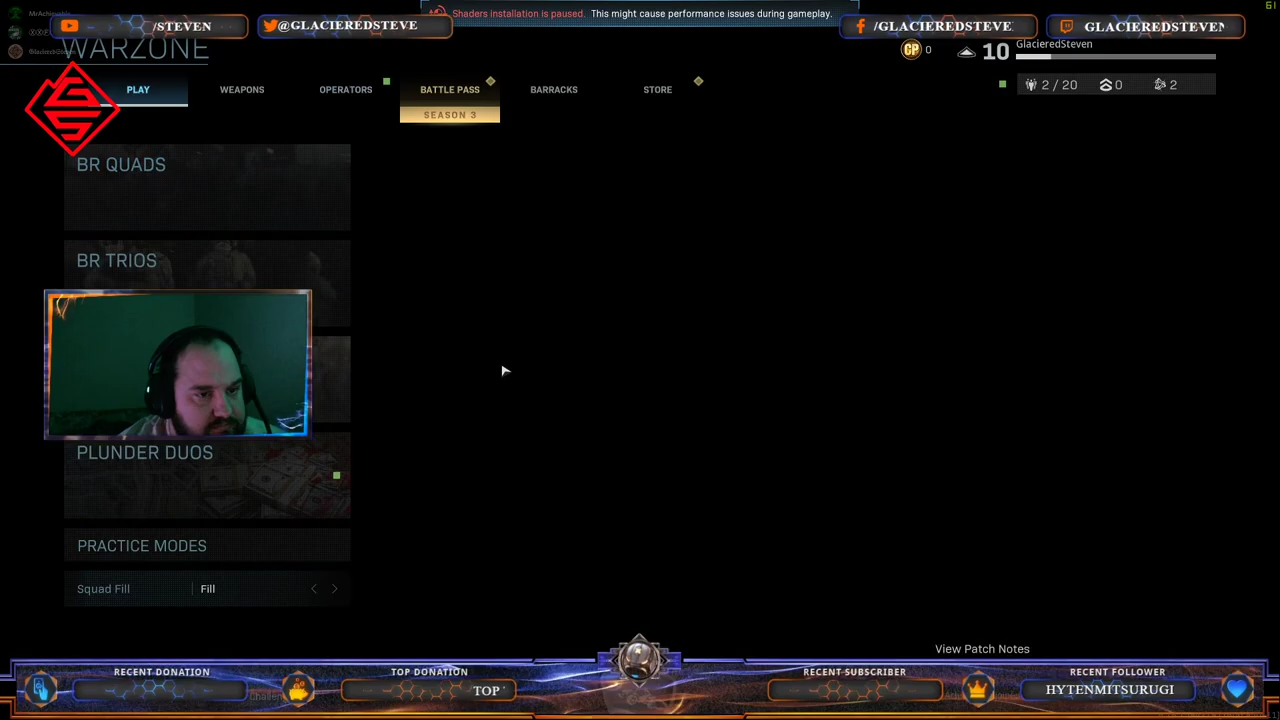 MrAchievable
Shaders installation is paused. This might cause performance issues during gameplay.
61
/STEVEN
@GLACIEREDSTEVE
/GLACIEREDSTEVE
GLACIEREDSTEVEN
WARZONE
CP 0
10
GlacieredSteven
PLAY
WEAPONS
OPERATORS
BATTLE PASS
BARRACKS
STORE
2 / 20
0
2
SEASON 3
BR QUADS
BR TRIOS
PLUNDER DUOS
PRACTICE MODES
Squad Fill
Fill
View Patch Notes
RECENT DONATION
TOP DONATION
RECENT SUBSCRIBER
RECENT FOLLOWER
TOP
HYTENMITSURUGI